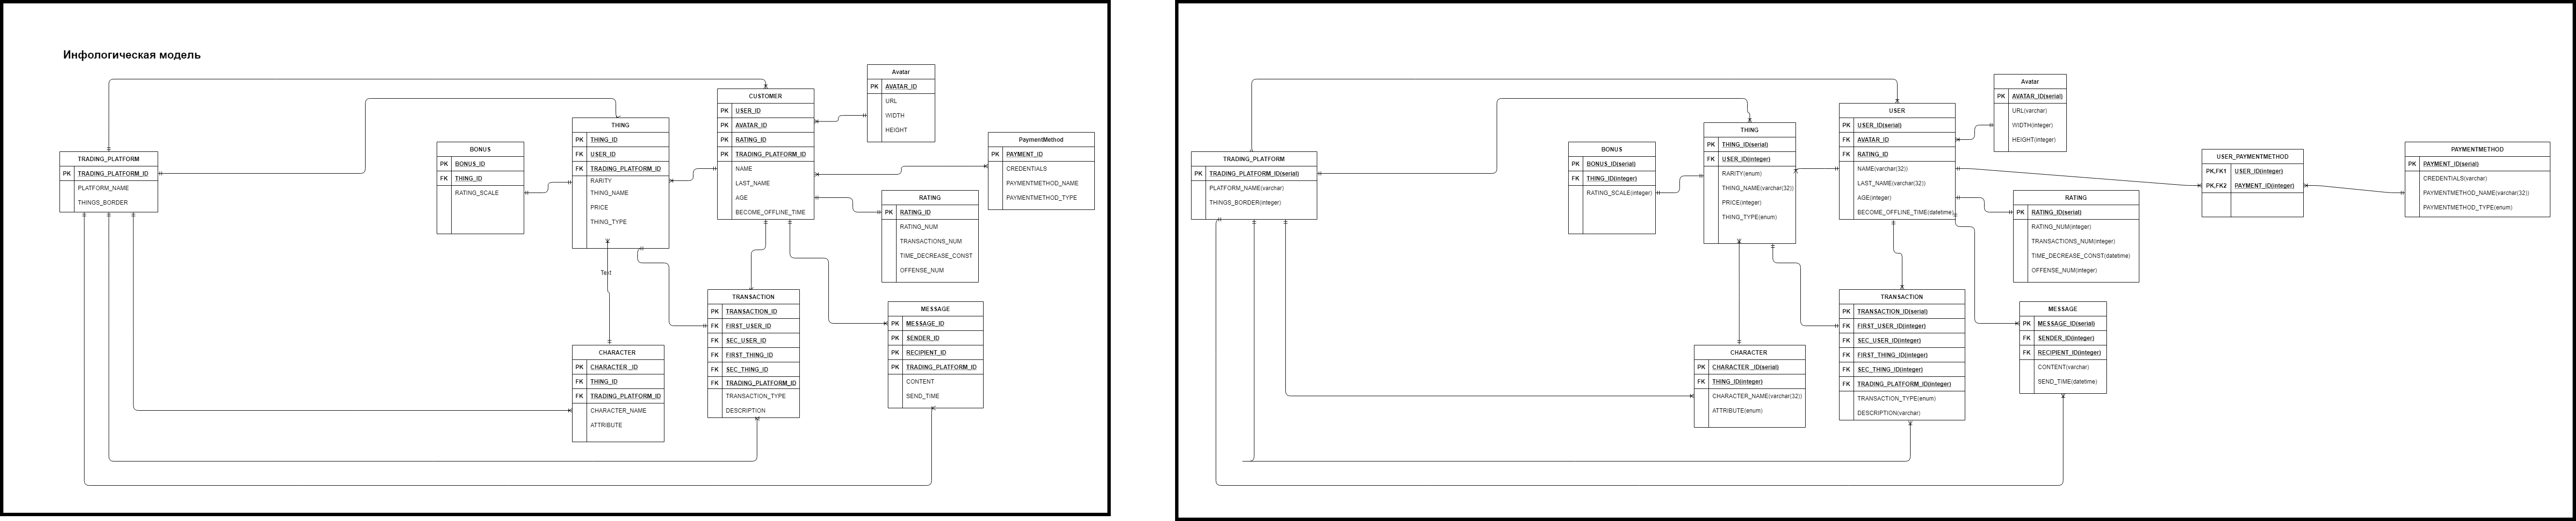 Инфологическая модель
TRADING_PLATFORM
PK TRADING_PLATFORM_ID
PLATFORM_NAME
THINGS_BORDER
BONUS
PK BONUS_ID
FK THING_ID
RATING_SCALE
THING
PK THING_ID
FK USER_ID
FK TRADING_PLATFORM_ID
RARITY
THING_NAME
PRICE
THING_TYPE
Text
CUSTOMER
PK USER_ID
PK AVATAR_ID
PK RATING_ID
PK TRADING_PLATFORM_ID
NAME
LAST_NAME
AGE
BECOME_OFFLINE_TIME
Avatar
PK AVATAR_ID
URL
WIDTH
HEIGHT
PaymentMethod
PK PAYMENT_ID
CREDENTIALS
PAYMENTMETHOD_NAME
PAYMENTMETHOD_TYPE
RATING
PK RATING_ID
RATING_NUM
TRANSACTIONS_NUM
TIME_DECREASE_CONST
OFFENSE_NUM
TRANSACTION
PK TRANSACTION_ID
FK FIRST_USER_ID
FK SEC_USER_ID
FK FIRST_THING_ID
FK SEC_THING_ID
FK TRADING_PLATFORM_ID
TRANSACTION_TYPE
DESCRIPTION
MESSAGE
PK MESSAGE_ID
PK SENDER_ID
PK RECIPIENT_ID
PK TRADING_PLATFORM_ID
CONTENT
SEND_TIME
CHARACTER
PK CHARACTER _ID
FK THING_ID
FK TRADING_PLATFORM_ID
CHARACTER_NAME
ATTRIBUTE
TRADING_PLATFORM
PK TRADING_PLATFORM_ID(serial)
PLATFORM_NAME(varchar)
THINGS_BORDER(integer)
BONUS
PK BONUS_ID(serial)
FK THING_ID(integer)
RATING_SCALE(integer)
THING
PK THING_ID(serial)
FK USER_ID(integer)
RARITY(enum)
THING_NAME(varchar(32))
PRICE(integer)
THING_TYPE(enum)
USER
PK USER_ID(serial)
FK AVATAR_ID
FK RATING_ID
NAME(varchar(32))
LAST_NAME(varchar(32))
AGE(integer)
BECOME_OFFLINE_TIME(datetime)
Avatar
PK AVATAR_ID(serial)
URL(varchar)
WIDTH(integer)
HEIGHT(integer)
USER_PAYMENTMETHOD
PK,FK1 USER_ID(integer)
PK,FK2 PAYMENT_ID(integer)
PAYMENTMETHOD
PK PAYMENT_ID(serial)
CREDENTIALS(varchar)
PAYMENTMETHOD_NAME(varchar(32))
PAYMENTMETHOD_TYPE(enum)
RATING
PK RATING_ID(serial)
RATING_NUM(integer)
TRANSACTIONS_NUM(integer)
TIME_DECREASE_CONST(datetime)
OFFENSE_NUM(integer)
TRANSACTION
PK TRANSACTION_ID(serial)
FK FIRST_USER_ID(integer)
FK SEC_USER_ID(integer)
FK FIRST_THING_ID(integer)
FK SEC_THING_ID(integer)
FK TRADING_PLATFORM_ID(integer)
TRANSACTION_TYPE(enum)
DESCRIPTION(varchar)
MESSAGE
PK MESSAGE_ID(serial)
FK SENDER_ID(integer)
FK RECIPIENT_ID(integer)
CONTENT(varchar)
SEND_TIME(datetime)
CHARACTER
PK CHARACTER _ID(serial)
FK THING_ID(integer)
CHARACTER_NAME(varchar(32))
ATTRIBUTE(enum)